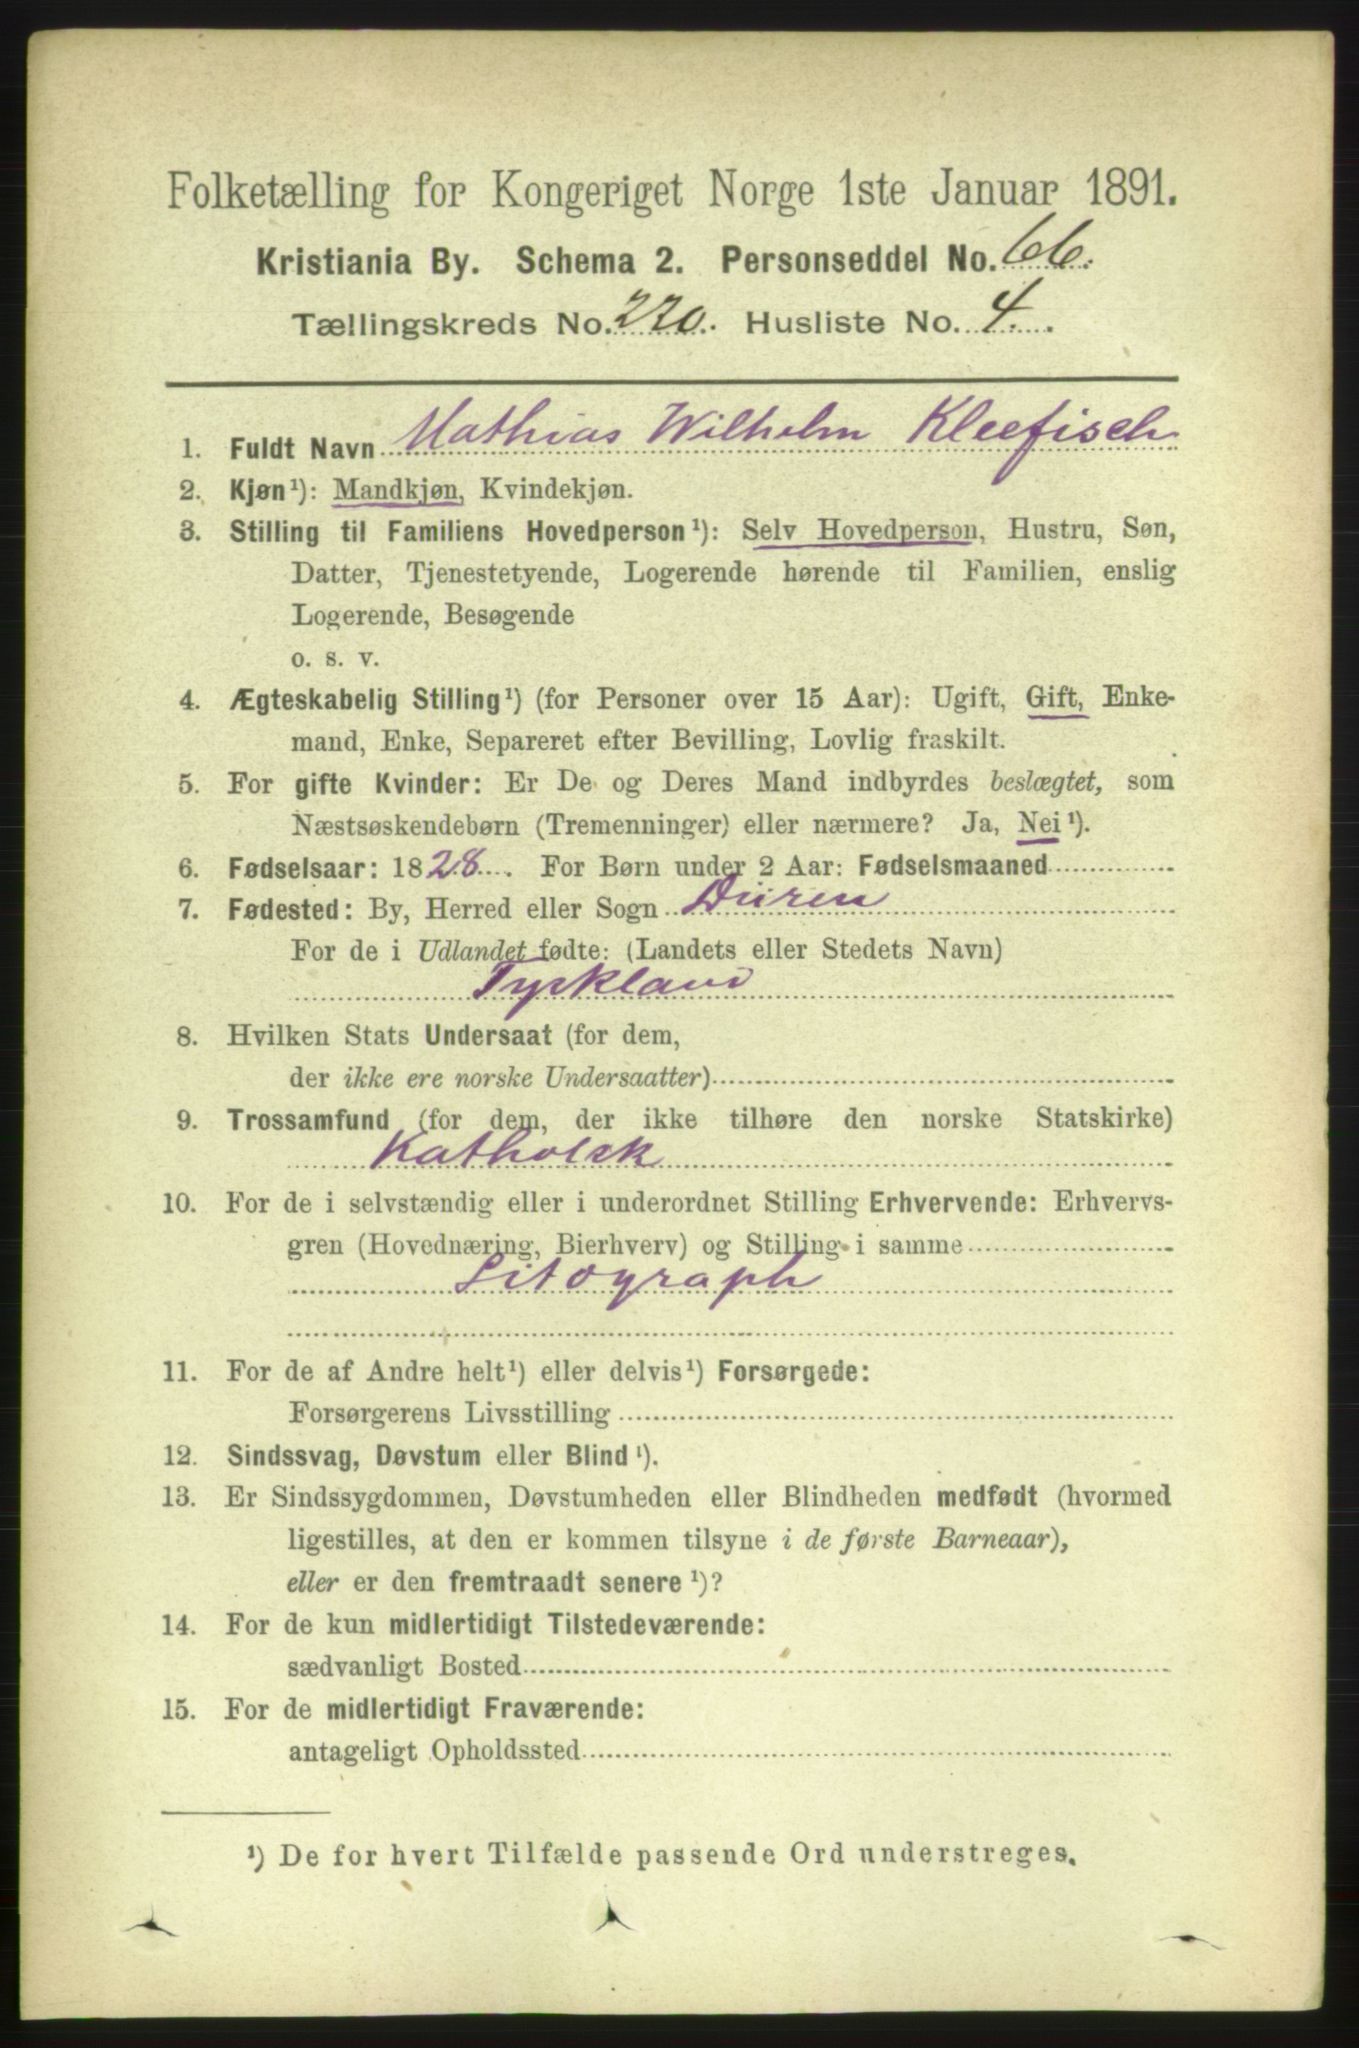 Folketælling for Kongeriget Norge 1ste Januar 1891.
Kristiania By. Schema 2. Personseddel No. 66.
Tællingskreds No. 220. Husliste No. 4.
1. Fuldt Navn Mathias Wilhelm Kleefisch
2. Kjøn¹): Mandkjøn, Kvindekjøn.
3. Stilling til Familiens Hovedperson¹): Selv Hovedperson, Hustru, Søn,
Datter, Tjenestetyende, Logerende hørende til Familien, enslig
Logerende, Besøgende
o. s. v.
4. Ægteskabelig Stilling¹) (for Personer over 15 Aar): Ugift, Gift, Enke-
mand, Enke, Separeret efter Bevilling, Lovlig fraskilt.
5. For gifte Kvinder: Er De og Deres Mand indbyrdes beslægtet, som
Næstsøskendebørn (Tremenninger) eller nærmere? Ja, Nei¹).
6. Fødselsaar: 1828. For Børn under 2 Aar: Fødselsmaaned
7. Fødested: By, Herred eller Sogn Düren
For de i Udlandet fødte: (Landets eller Stedets Navn)
Tyskland
8. Hvilken Stats Undersaat (for dem,
der ikke ere norske Undersaatter)
9. Trossamfund (for dem, der ikke tilhøre den norske Statskirke)
Katholsk
10. For de i selvstændig eller i underordnet Stilling Erhvervende: Erhvervs-
gren (Hovednæring, Bierhverv) og Stilling i samme
Litograph
11. For de af Andre helt¹) eller delvis¹) Forsørgede:
Forsørgerens Livsstilling
12. Sindssvag, Døvstum eller Blind¹).
13. Er Sindssygdommen, Døvstumheden eller Blindheden medfødt (hvormed
ligestilles, at den er kommen tilsyne i de første Barneaar),
eller er den fremtraadt senere¹)?
14. For de kun midlertidigt Tilstedeværende:
sædvanligt Bosted
15. For de midlertidigt Fraværende:
antageligt Opholdssted
¹) De for hvert Tilfælde passende Ord understreges.